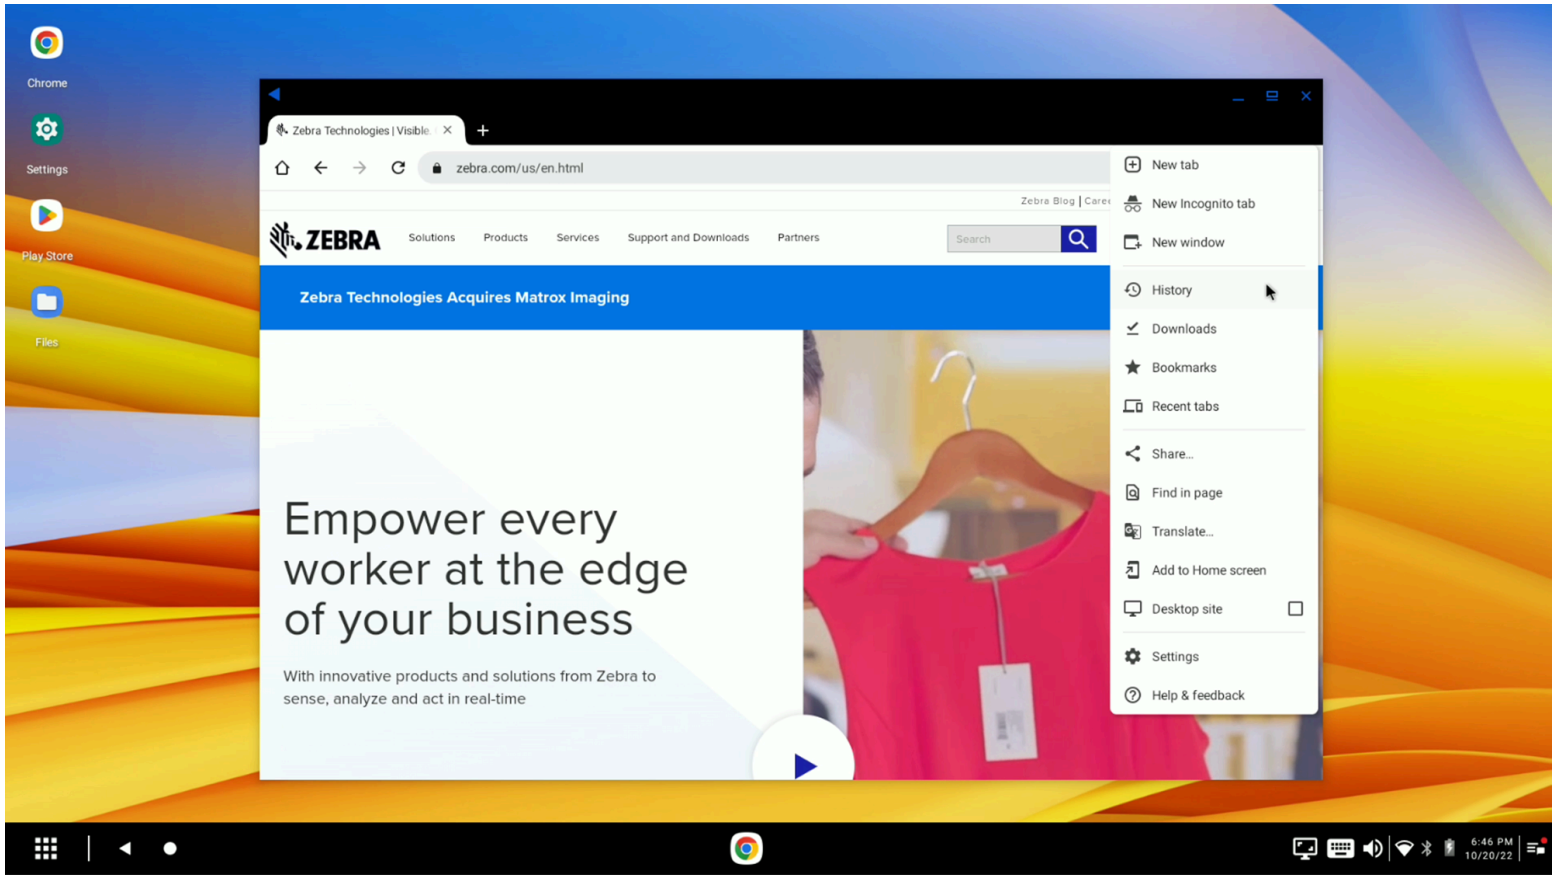 Chrome
Settings
Play Store
Files
Zebra Technologies | Visible.
zebra.com/us/en.html
Zebra Blog |
ZEBRA
Solutions Products Services Support and Downloads Partners
Search
Zebra Technologies Acquires Matrox Imaging
Empower every
worker at the edge
of your business
With innovative products and solutions from Zebra to
sense, analyze and act in real-time
New tab
New Incognito tab
New window
History
Downloads
Bookmarks
Recent tabs
Share...
Find in page
Translate...
Add to Home screen
Desktop site
Settings
Help & feedback
6:46 PM
10/20/22